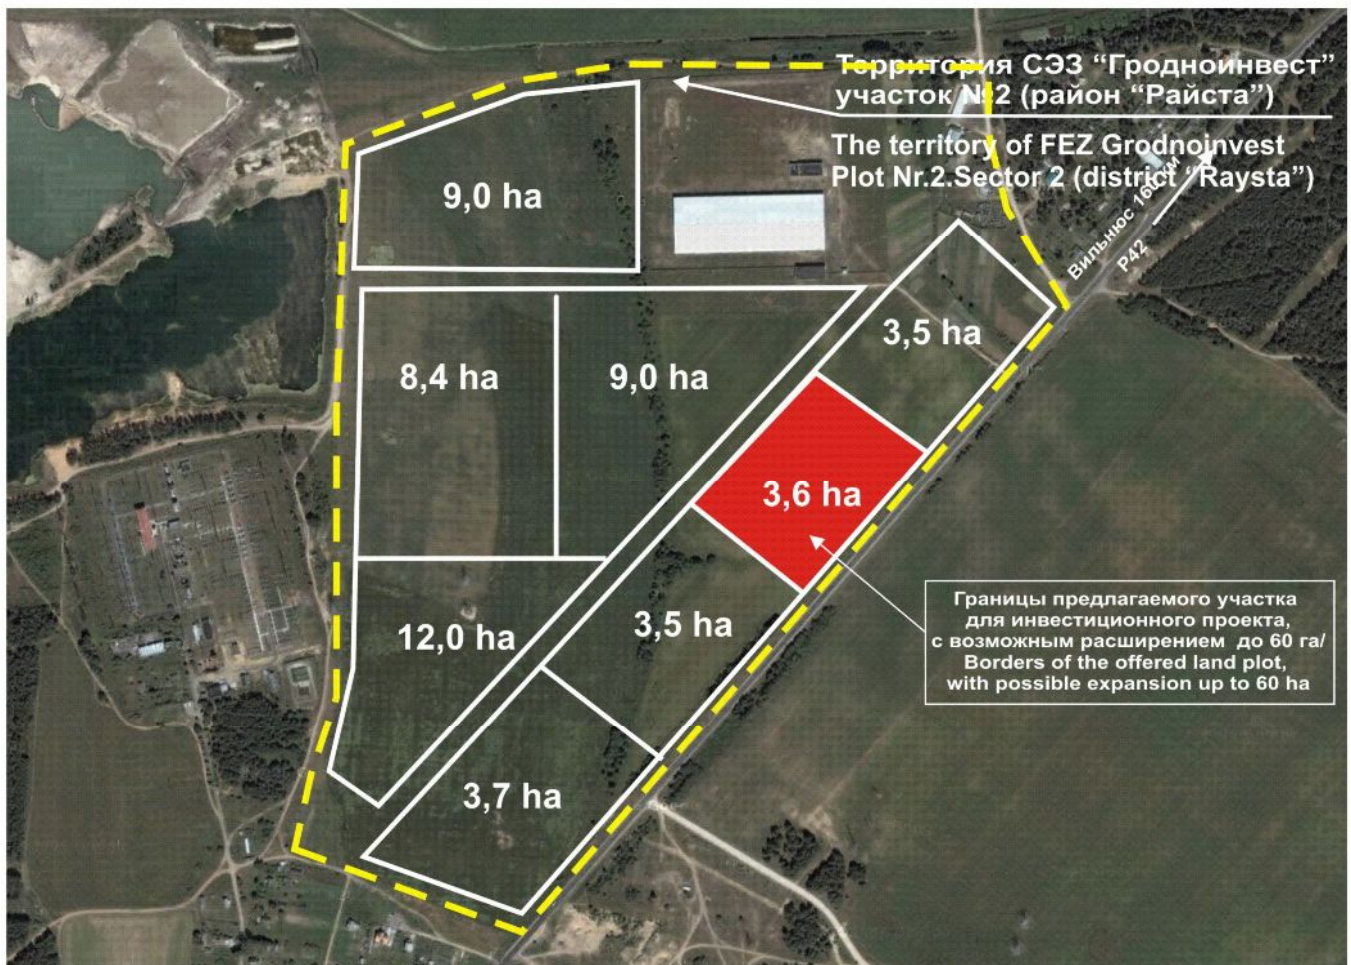 Территория СЭЗ “Гродноинвест”
участок №2 (район “Райста”)
The territory of FEZ Grodnoinvest
Plot Nr.2.Sector 2 (district “Raysta”)
Вильнюс 160 км
P42
9,0 ha
3,5 ha
8,4 ha
9,0 ha
3,6 ha
12,0 ha
3,5 ha
3,7 ha
Границы предлагаемого участка
для инвестиционного проекта,
с возможным расширением до 60 га/
Borders of the offered land plot,
with possible expansion up to 60 ha